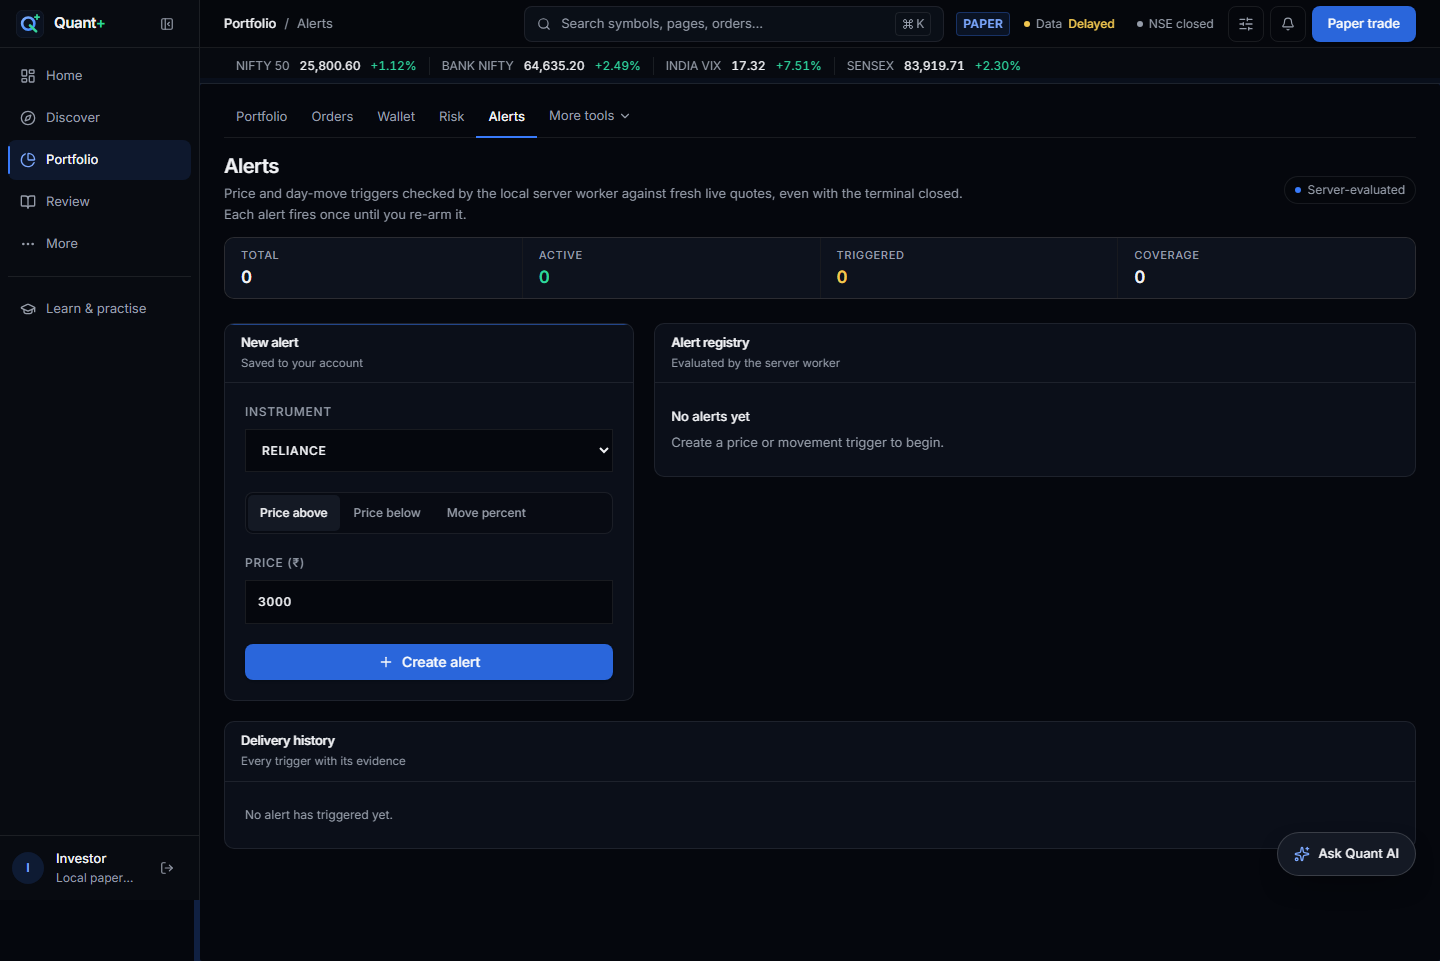 Quant+
Home
Discover
Portfolio
Review
More
Learn & practise
Investor
I
Local paper...
Portfolio / Alerts
Search symbols, pages, orders...
⌘ K
PAPER
Data Delayed
NSE closed
Paper trade
NIFTY 50 25,800.60 +1.12%
BANK NIFTY 64,635.20 +2.49%
INDIA VIX 17.32 +7.51%
SENSEX 83,919.71 +2.30%
Portfolio
Orders
Wallet
Risk
Alerts
More tools
Alerts
Price and day-move triggers checked by the local server worker against fresh live quotes, even with the terminal closed.
Each alert fires once until you re-arm it.
Server-evaluated
TOTAL
0
ACTIVE
0
TRIGGERED
0
COVERAGE
0
New alert
Saved to your account
INSTRUMENT
RELIANCE
Price above
Price below
Move percent
PRICE (₹)
3000
+ Create alert
Alert registry
Evaluated by the server worker
No alerts yet
Create a price or movement trigger to begin.
Delivery history
Every trigger with its evidence
No alert has triggered yet.
Ask Quant AI